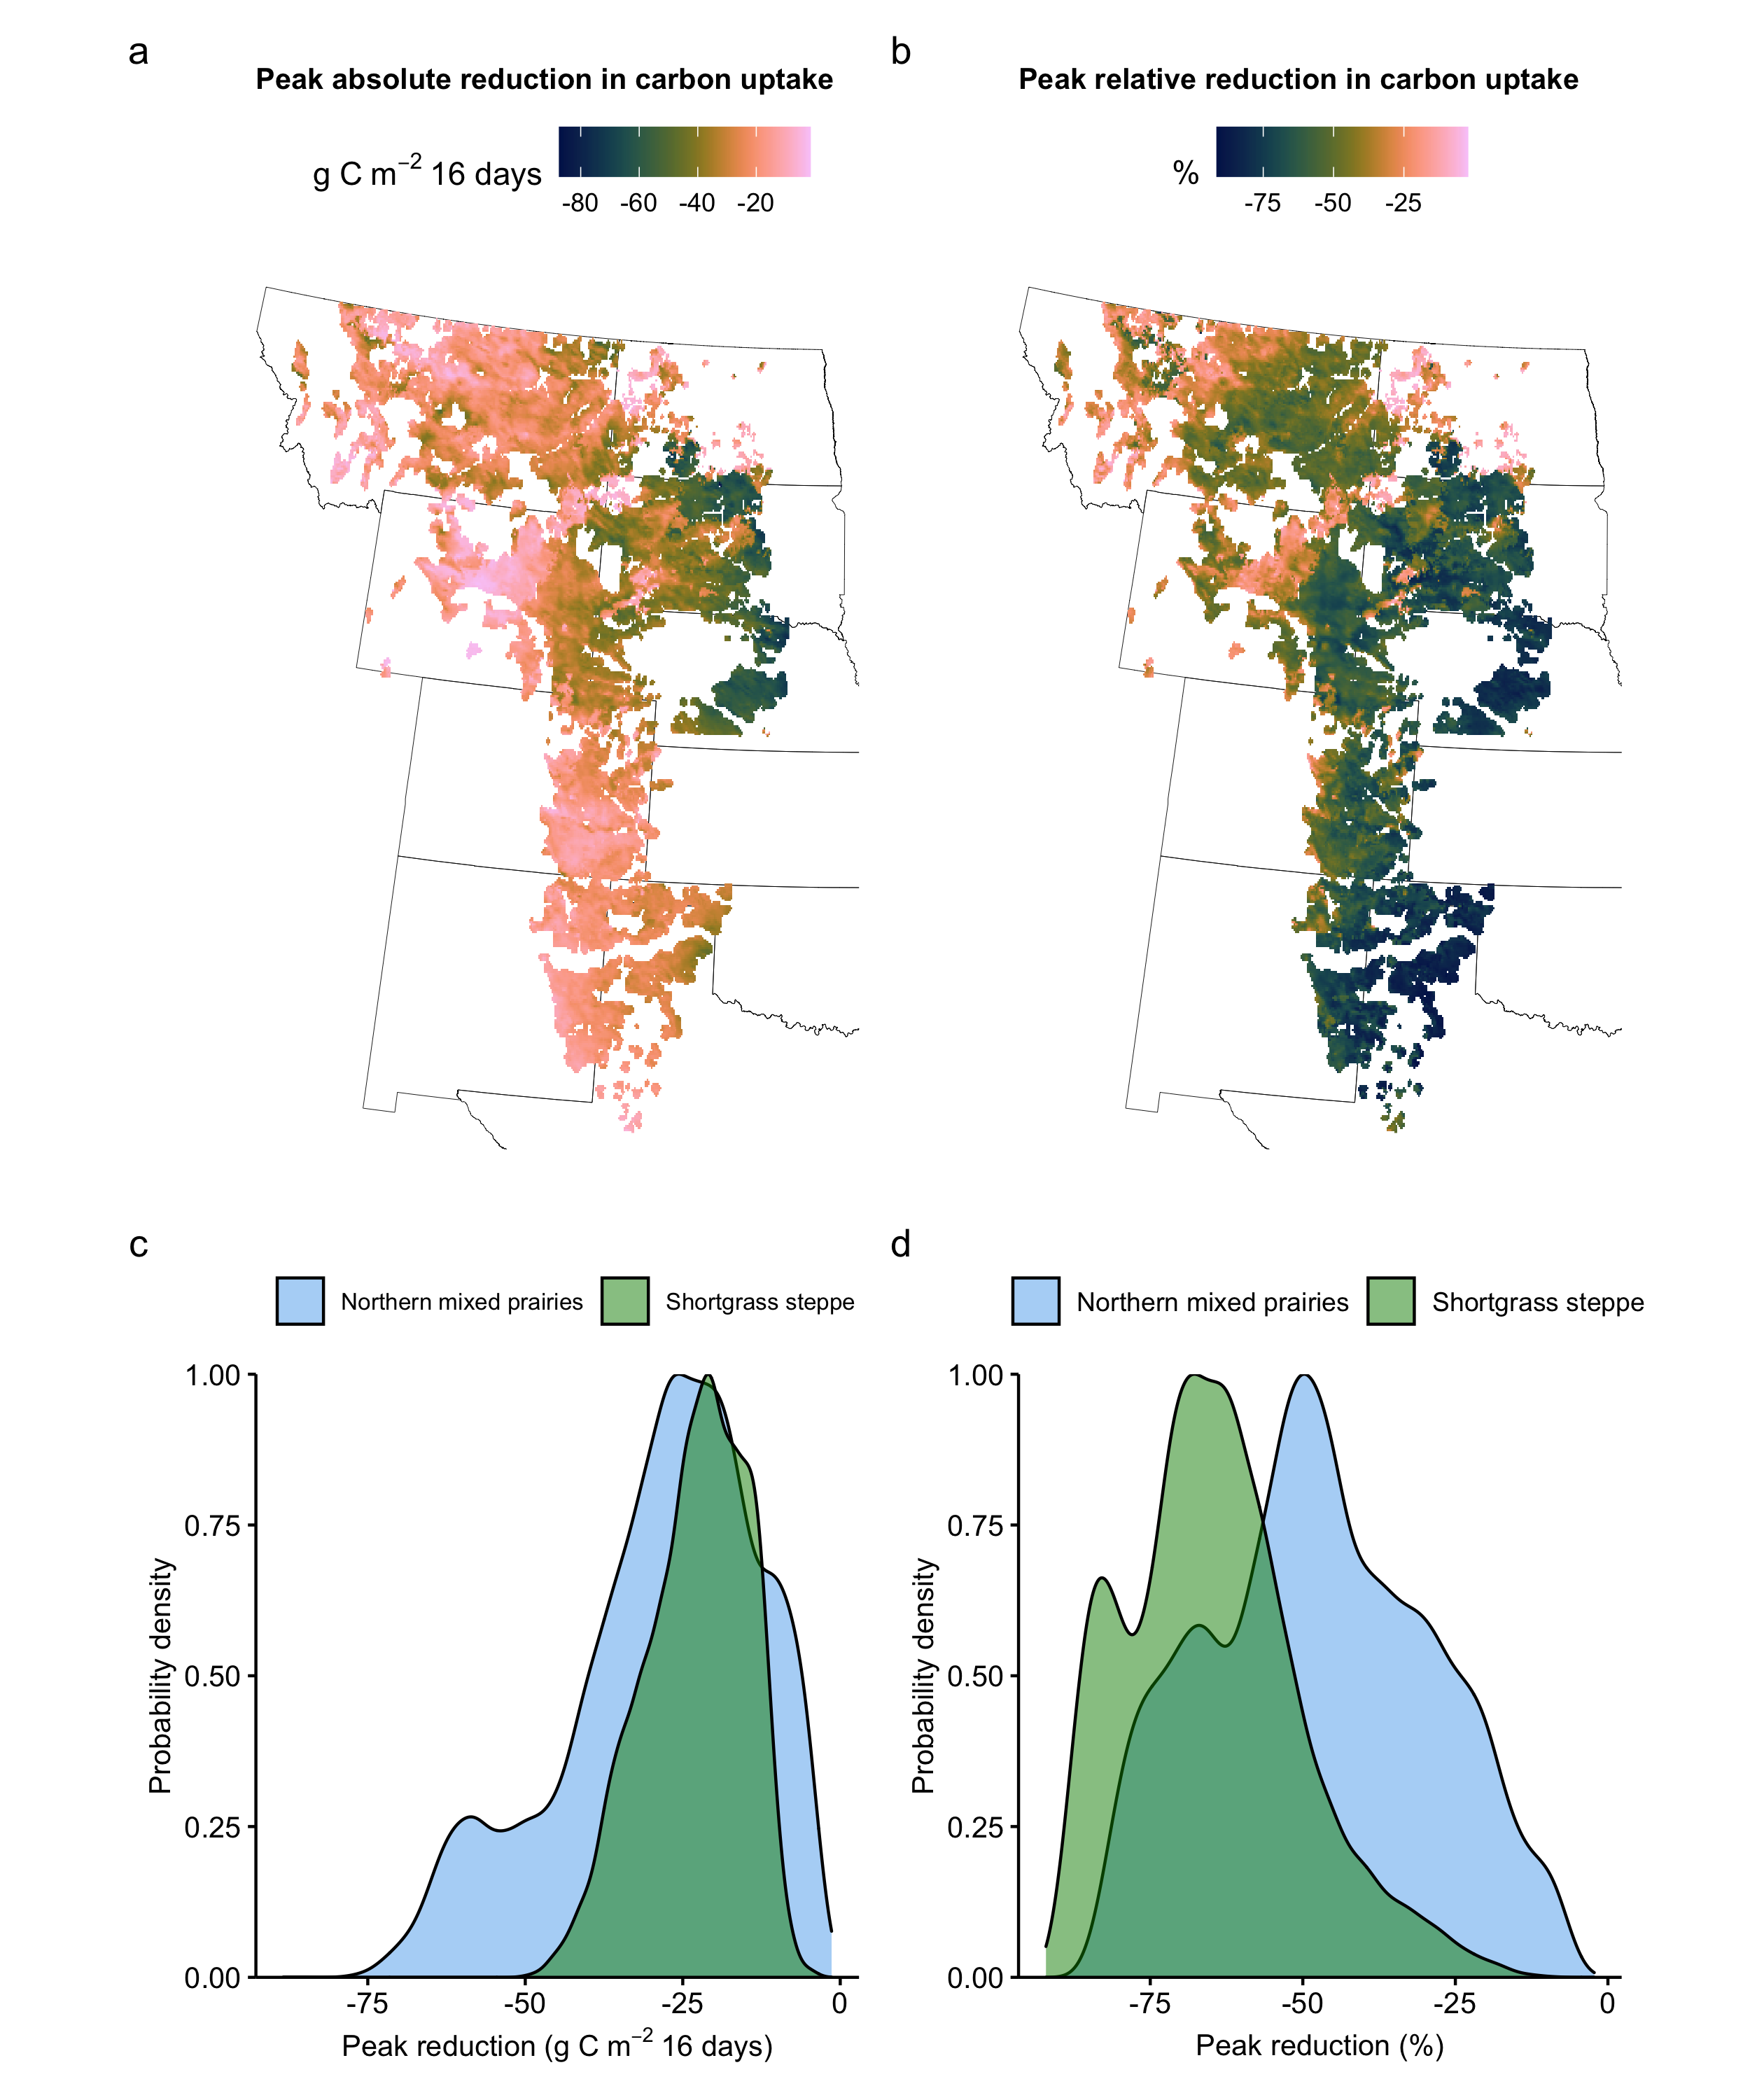 a
Peak absolute reduction in carbon uptake
g C m−2 16 days
-80 -60 -40 -20
b
Peak relative reduction in carbon uptake
%
-75 -50 -25
c
Northern mixed prairies Shortgrass steppe
1.00
0.75
0.50
0.25
0.00
Probability density
-75 -50 -25 0
Peak reduction (g C m−2 16 days)
d
Northern mixed prairies Shortgrass steppe
1.00
0.75
0.50
0.25
0.00
Probability density
-75 -50 -25 0
Peak reduction (%)